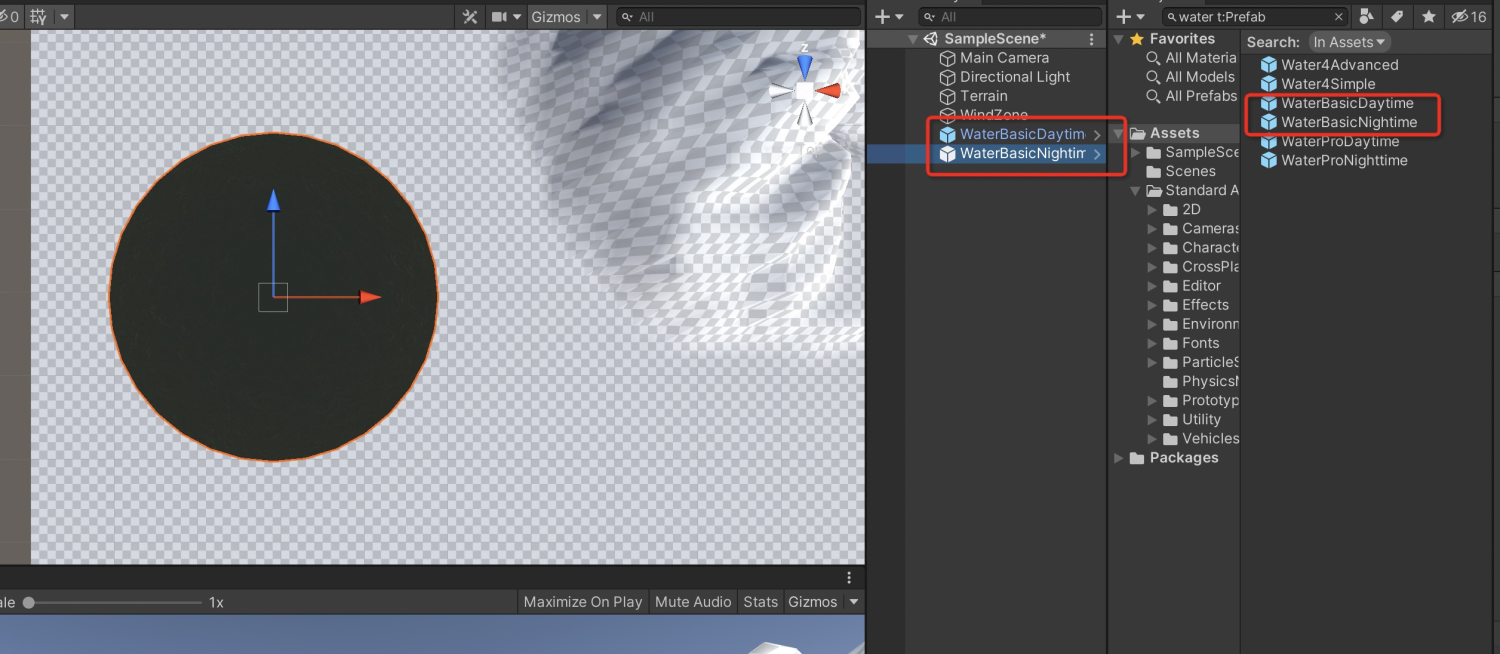 0
Gizmos
All
All
water t:Prefab
16
SampleScene*
Main Camera
Directional Light
Terrain
WindZone
WaterBasicDaytim
WaterBasicNightim
Favorites
All Materia
All Models
All Prefabs
Assets
SampleSce
Scenes
Standard A
2D
Cameras
Characte
CrossPla
Editor
Effects
Environn
Fonts
ParticleS
PhysicsM
Prototyp
Utility
Vehicles
Packages
Search: In Assets
Water4Advanced
Water4Simple
WaterBasicDaytime
WaterBasicNightime
WaterProDaytime
WaterProNighttime
z
ale 1x
Maximize On Play Mute Audio Stats Gizmos